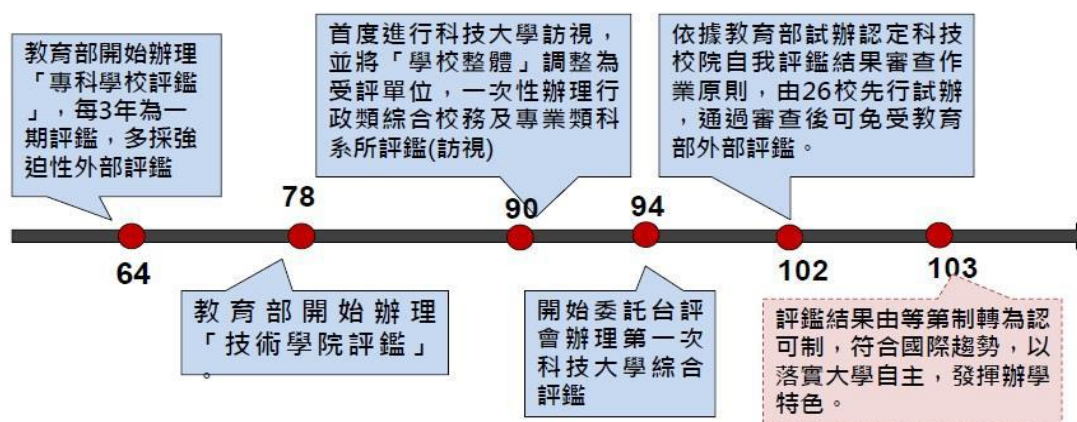 教育部開始辦理
「專科學校評鑑
」，每3年為一
期評鑑，多採強
迫性外部評鑑
首度進行科技大學訪視，
並將「學校整體」調整為
受評單位，一次性辦理行
政類綜合校務及專業類科
系所評鑑(訪視)
依據教育部試辦認定科技
校院自我評鑑結果審查作
業原則，由26校先行試辦
，通過審查後可免受教育
部外部評鑑。
78
90
94
64
102
103
教育部開始辦理
「技術學院評鑑」
。
開始委託台評
會辦理第一次
科技大學綜合
評鑑
評鑑結果由等第制轉為認
可制，符合國際趨勢，以
落實大學自主，發揮辦學
特色。